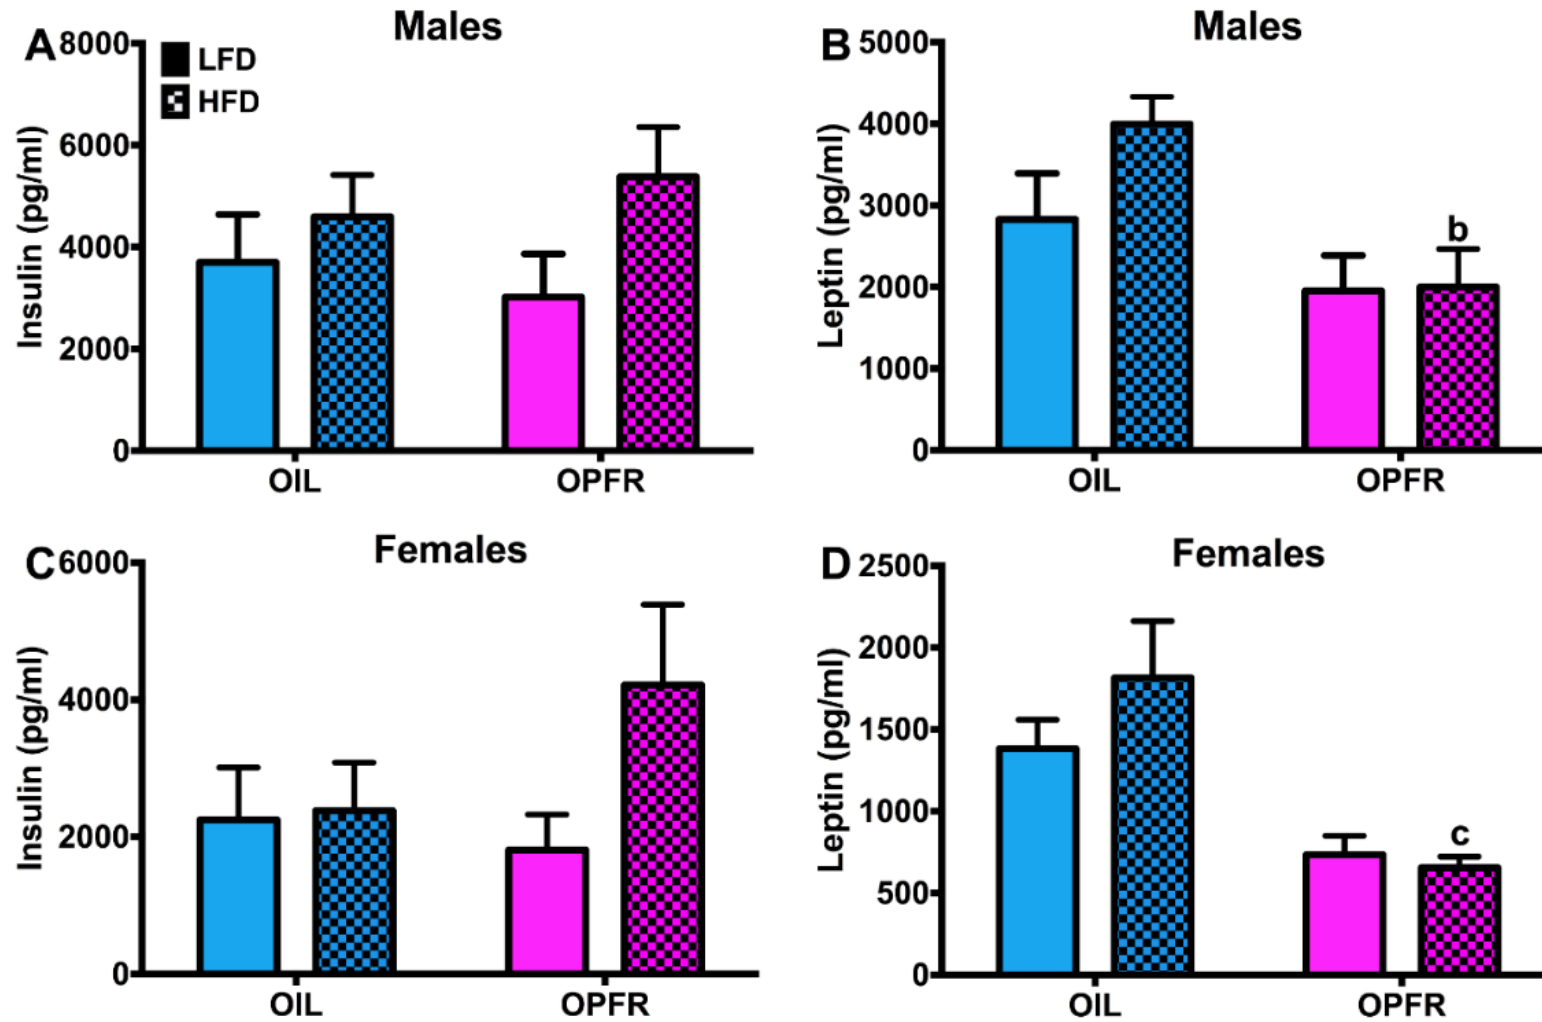 A
Males
8000
6000
4000
2000
0
Insulin (pg/ml)
LFD
HFD
OIL
OPFR
B
Males
5000
4000
3000
2000
1000
0
Leptin (pg/ml)
b
OIL
OPFR
C
Females
6000
4000
2000
0
Insulin (pg/ml)
OIL
OPFR
D
Females
2500
2000
1500
1000
500
0
Leptin (pg/ml)
c
OIL
OPFR